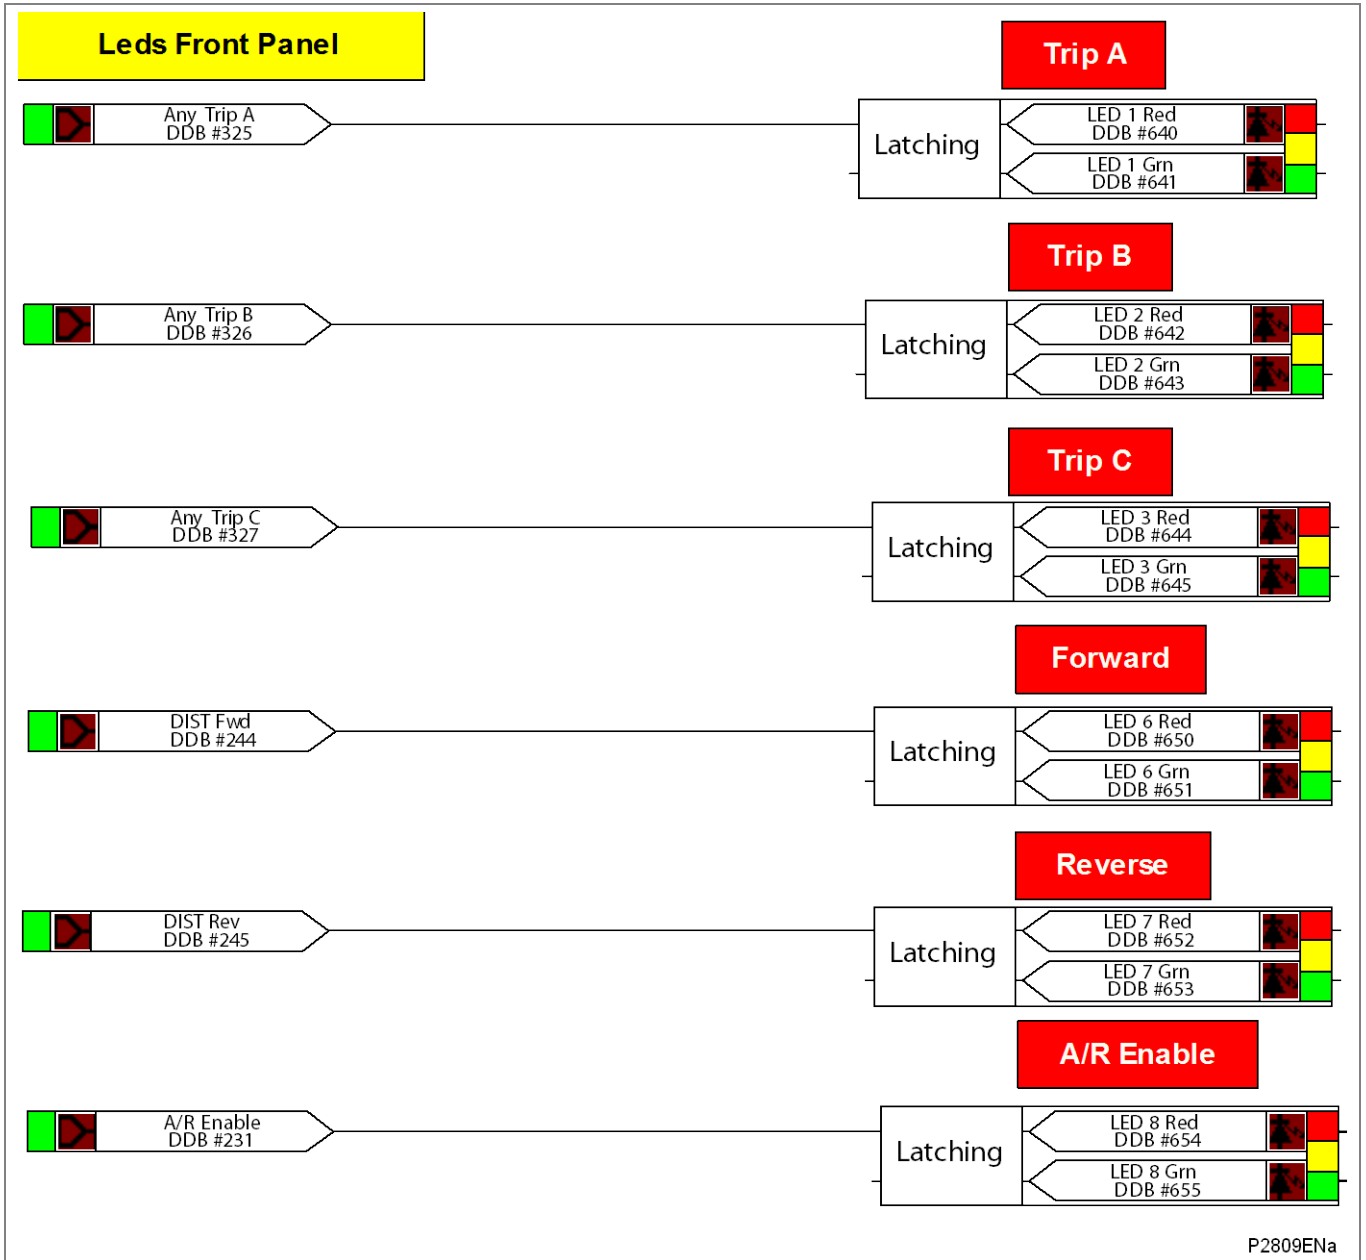 Leds Front Panel
Trip A
Any Trip A
DDB #325
Latching
LED 1 Red
DDB #640
LED 1 Grn
DDB #641
Trip B
Any Trip B
DDB #326
Latching
LED 2 Red
DDB #642
LED 2 Grn
DDB #643
Trip C
Any Trip C
DDB #327
Latching
LED 3 Red
DDB #644
LED 3 Grn
DDB #645
Forward
DIST Fwd
DDB #244
Latching
LED 6 Red
DDB #650
LED 6 Grn
DDB #651
Reverse
DIST Rev
DDB #245
Latching
LED 7 Red
DDB #652
LED 7 Grn
DDB #653
A/R Enable
A/R Enable
DDB #231
Latching
LED 8 Red
DDB #654
LED 8 Grn
DDB #655
P2809ENa